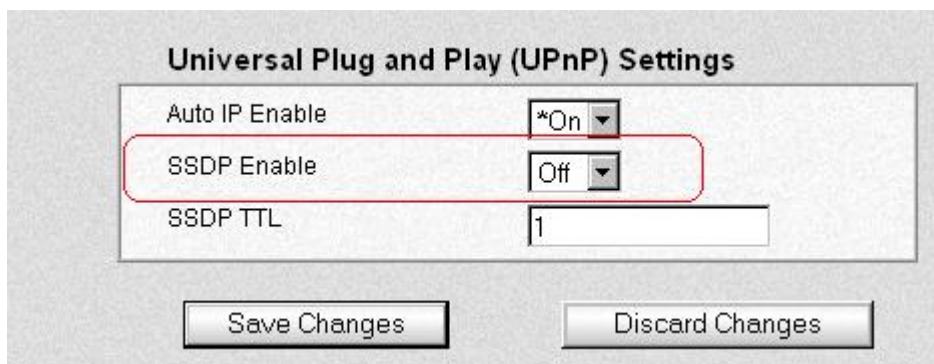 Universal Plug and Play (UPnP) Settings
Auto IP Enable *On
SSDP Enable Off
SSDP TTL 1
Save Changes Discard Changes